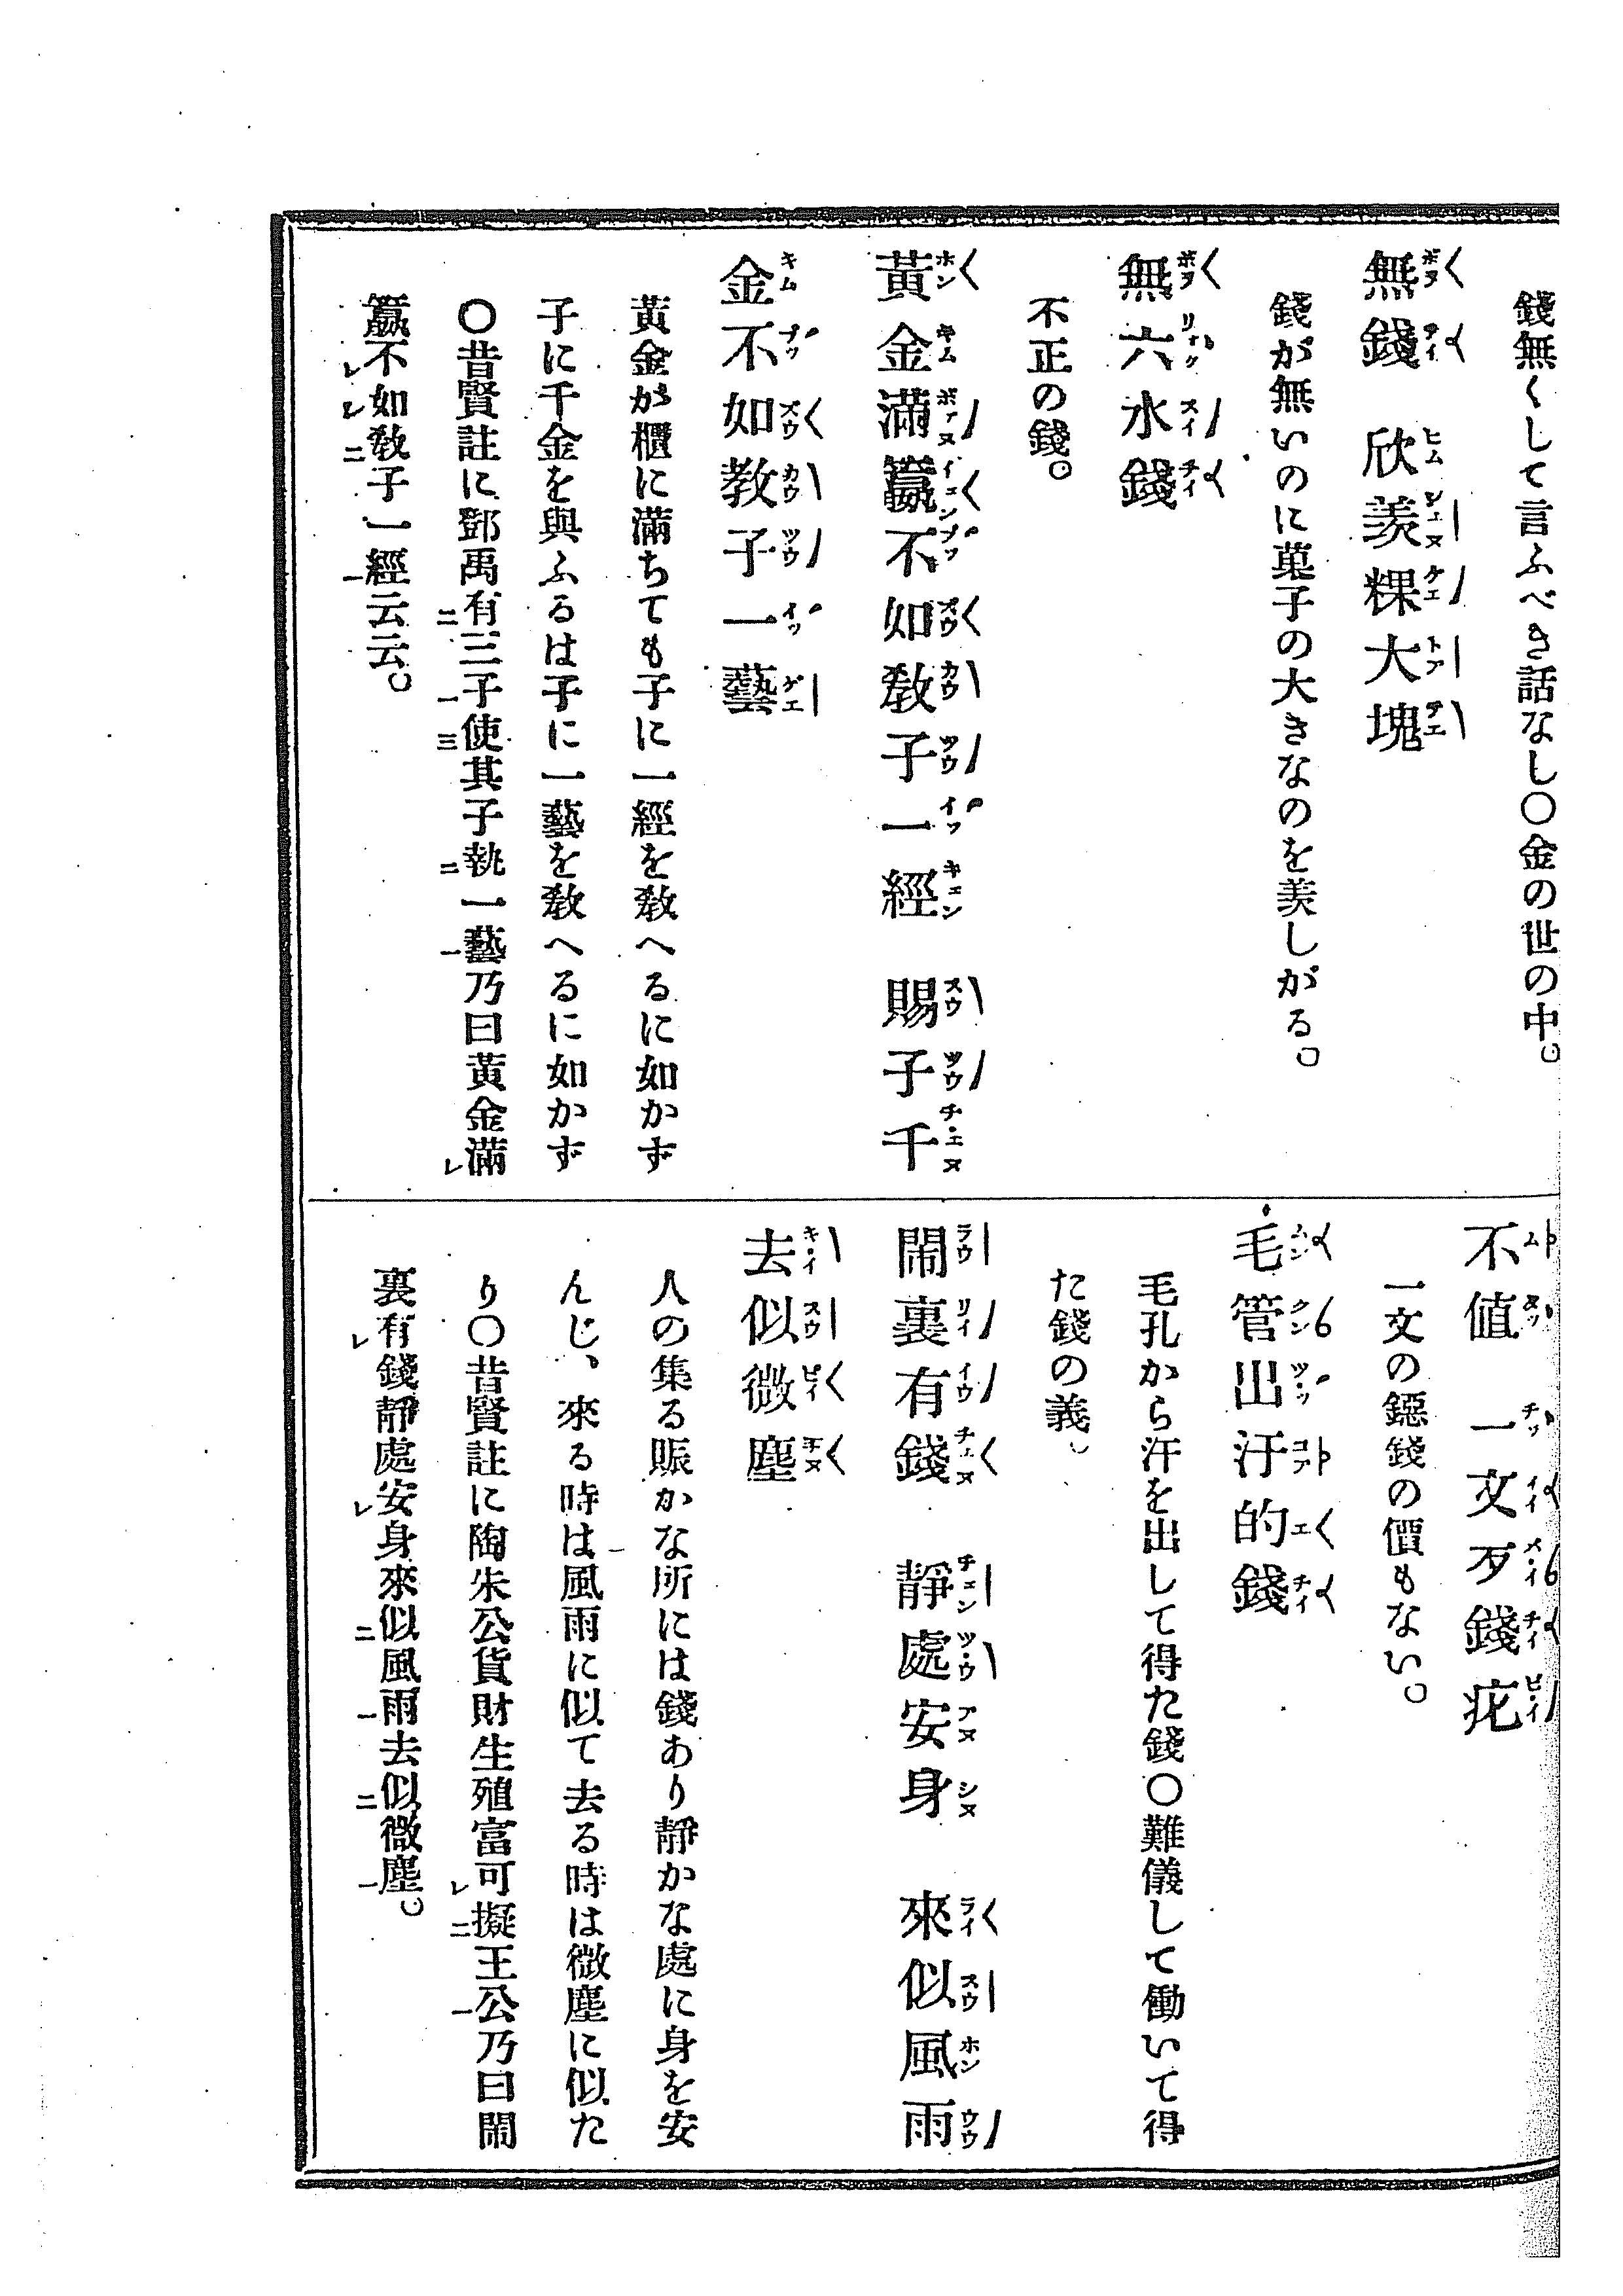 錢無くして言ふべき話なし〇金の世の中。
無錢 欣羨粿大塊
錢が無いのに菓子の大きなのを羨しがる。
無六水錢
不正の錢。
黃金滿籯不如敎子一經 賜子千
金不如敎子一藝
黃金が櫃に滿ちても子に一經を敎へるに如かず
子に千金を與ふるは子に一藝を敎へるに如かず
〇昔賢註に鄧禹有三子使其子執一藝乃曰黃金滿
籯不如敎子一經云云。
不値 一文歹錢疕
一文の鐚錢の價もない。
毛管出汗的錢
毛孔から汗を出して得た錢〇難儀して働いて得
た錢の義。
鬧裏有錢 靜處安身 來似風雨
去似微塵
人の集る賑かな所には錢あり靜かな處に身を安
んじ、來る時は風雨に似て去る時は微塵に似た
り〇昔賢註に陶朱公貨財生殖富可擬王公乃曰鬧
裏有錢靜處安身來似風雨去似微塵。